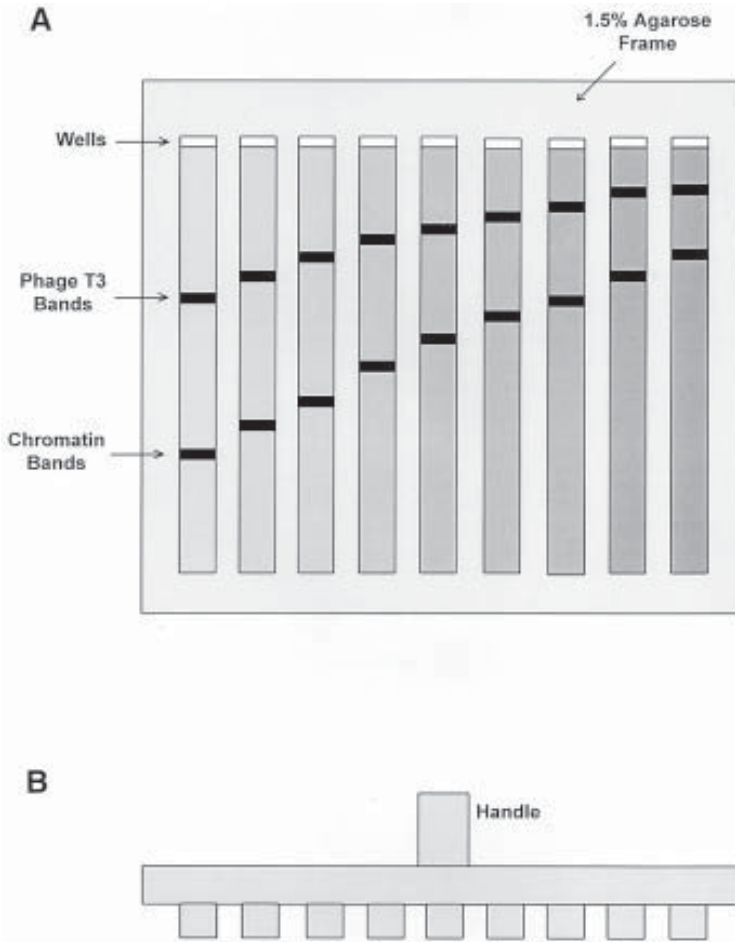 A
1.5% Agarose
Frame
Wells
Phage T3
Bands
Chromatin
Bands
B
Handle